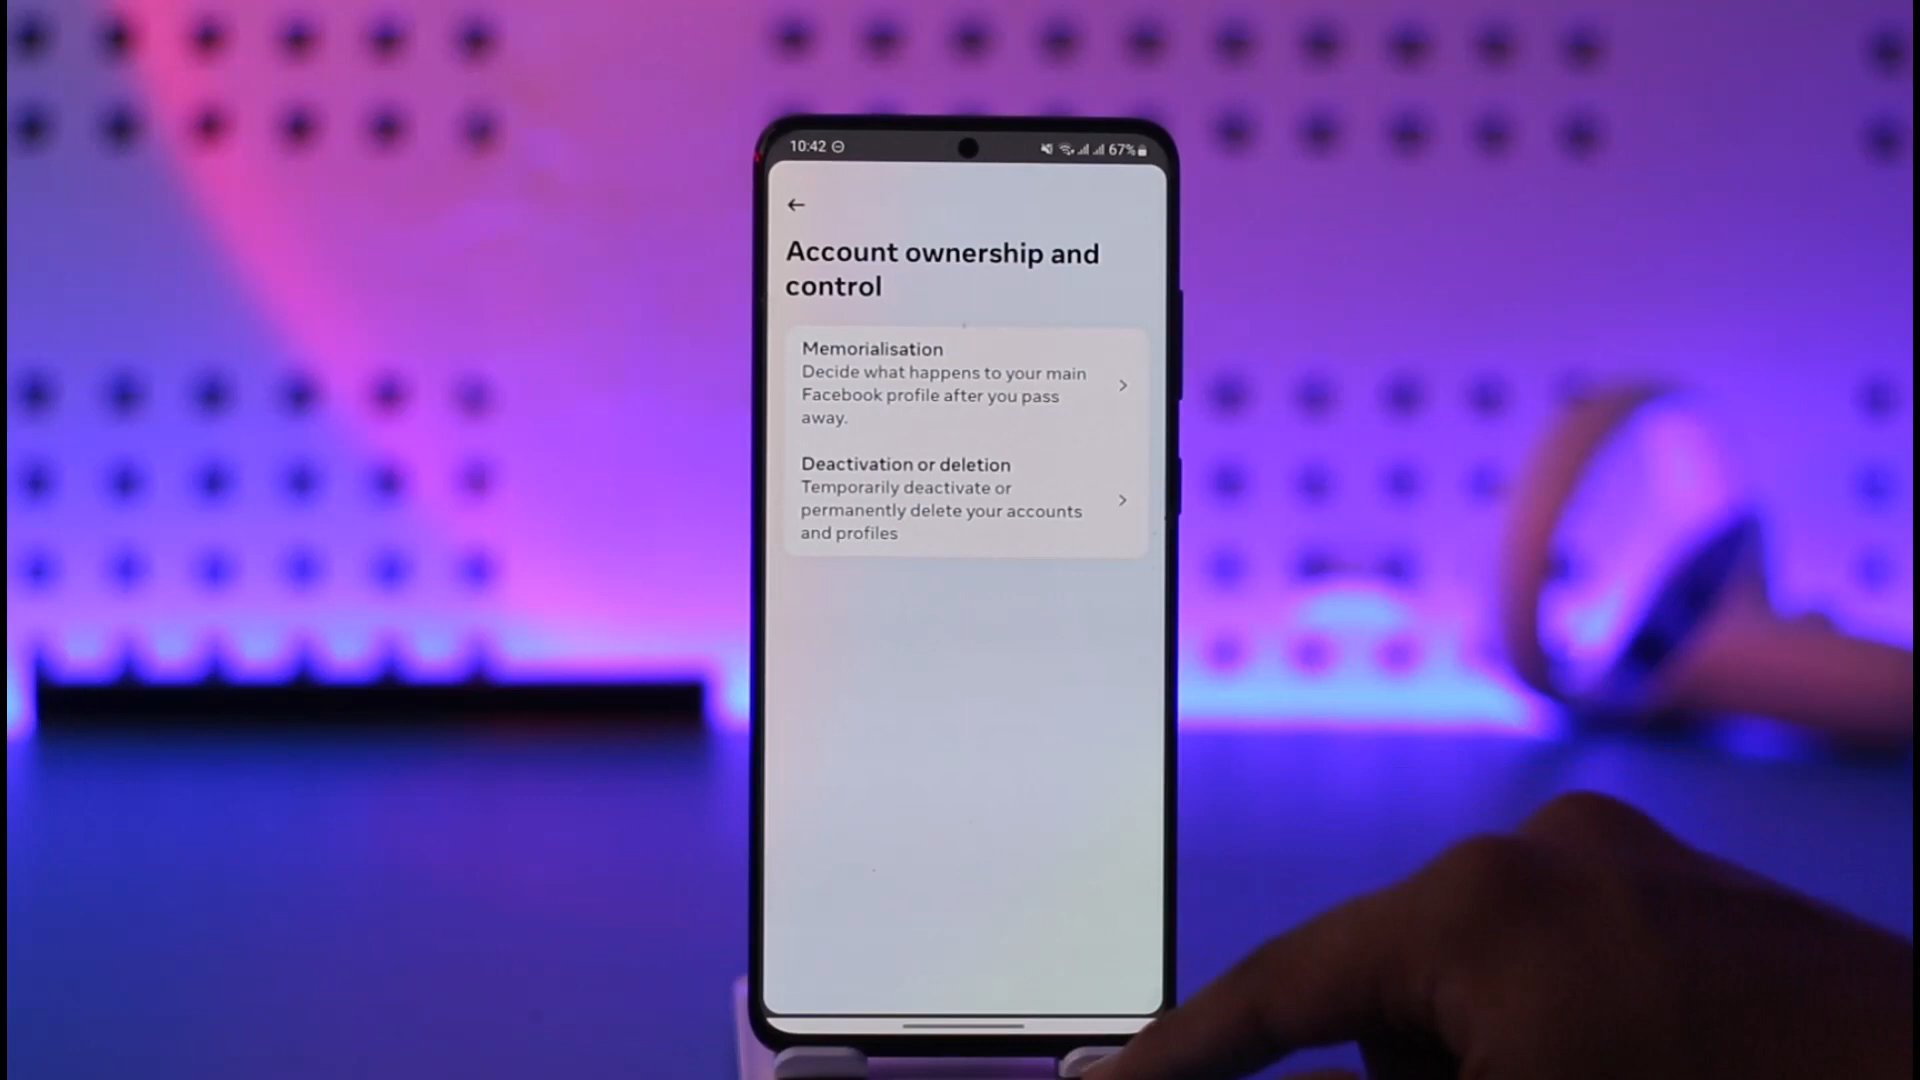 10:42
67%
Account ownership and
control
Memorialisation
Decide what happens to your main
Facebook profile after you pass
away.
Deactivation or deletion
Temporarily deactivate or
permanently delete your accounts
and profiles